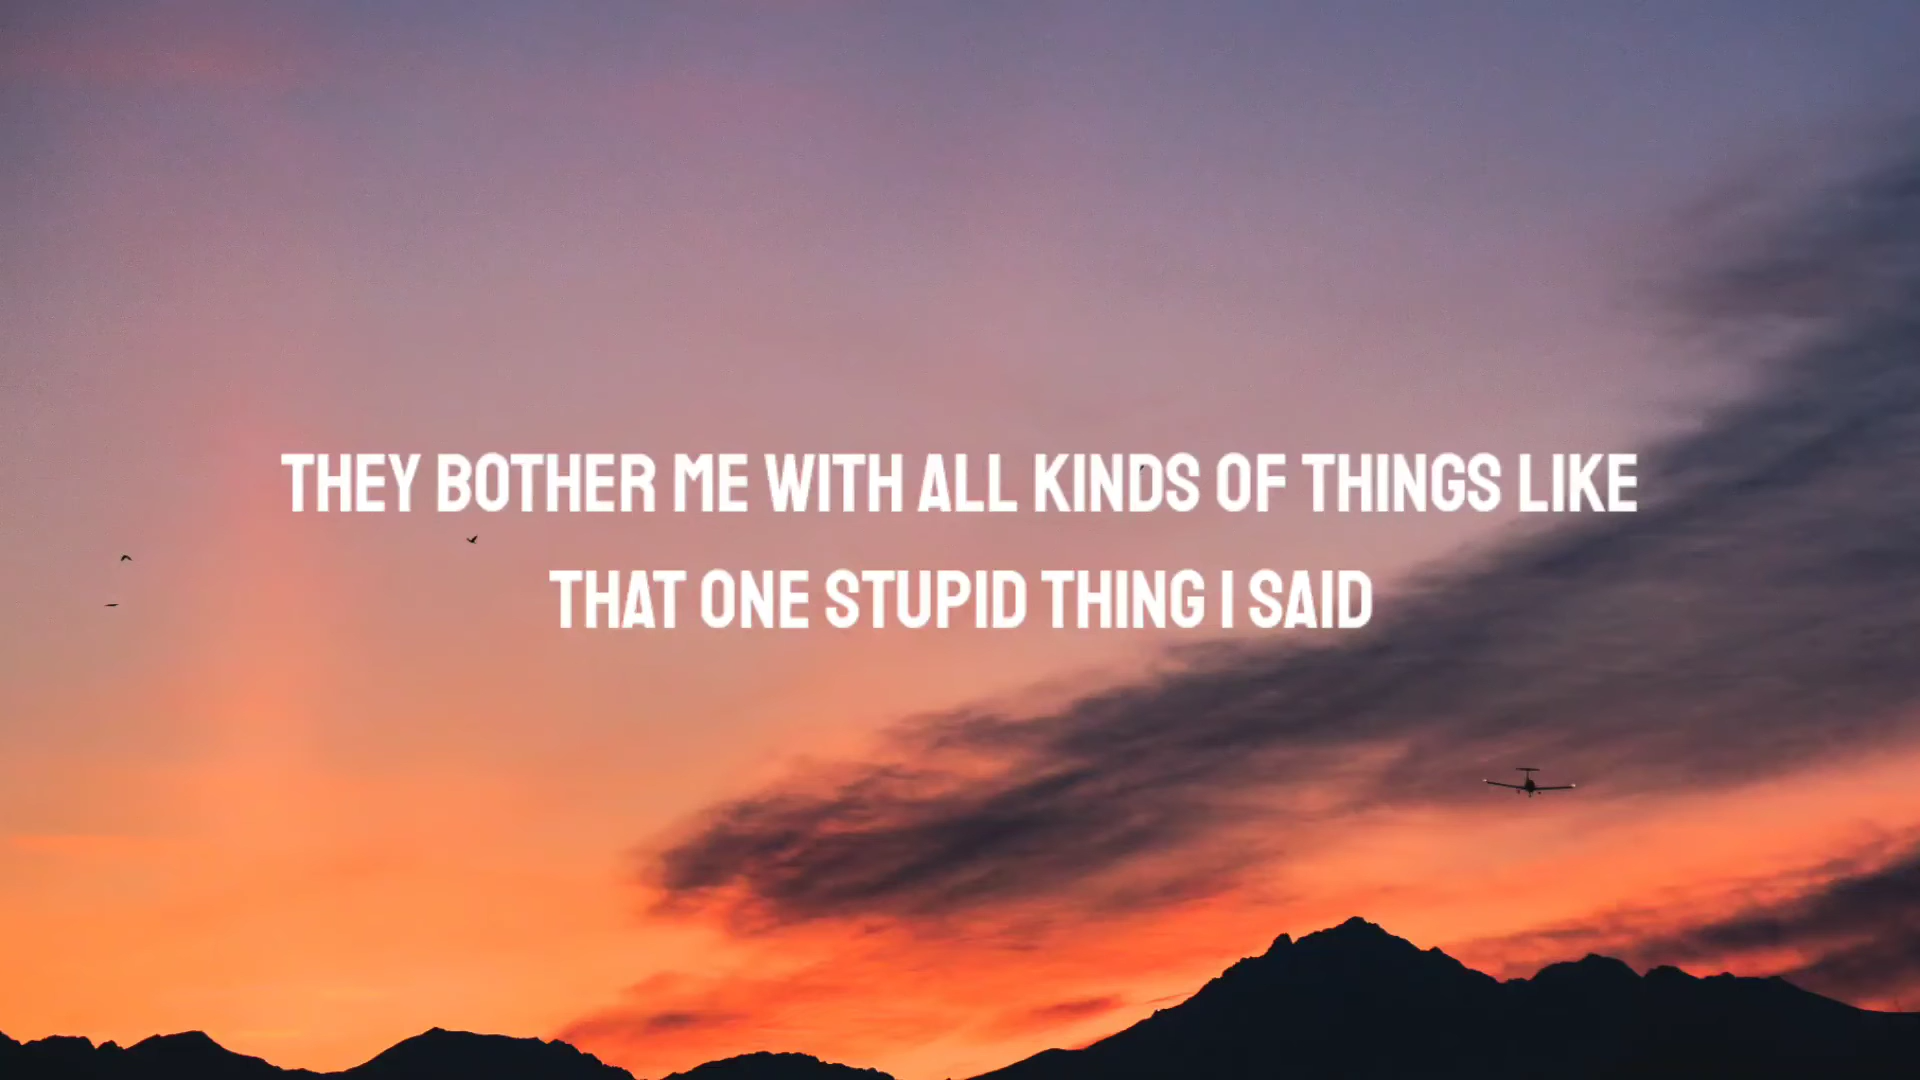 THEY BOTHER ME WITH ALL KINDS OF THINGS LIKE
THAT ONE STUPID THING I SAID